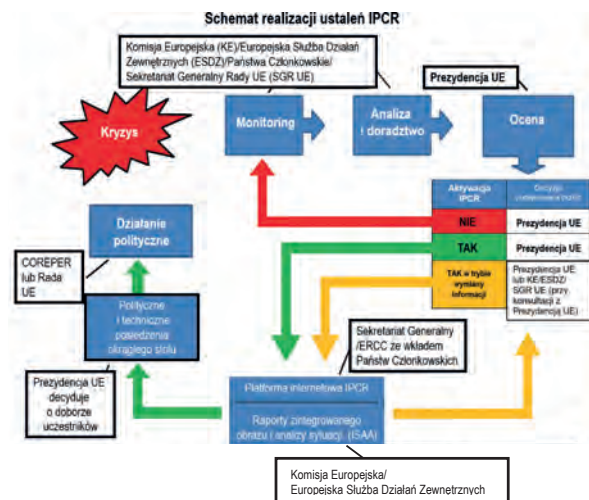 Schemat realizacji ustaleń IPCR
Komisja Europejska (KE)/Europejska Służba Działań
Zewnętrznych (ESDZ)/Państwa Członkowskie/
Sekretariat Generalny Rady UE (SGR UE)
Prezydencja UE
Kryzys
Monitoring
Analiza
i doradztwo
Ocena
Aktywacja
IPCR
Decyzja
przez
NIE
Prezydencja UE
TAK
Prezydencja UE
TAK w trybie
wymiany
informacji
Prezydencja UE
lub KE/ESDZ/
SGR UE (przy
konsultacji z
Prezydencją UE)
Działanie
polityczne
COREPER
lub Rada
UE
Polityczne
i techniczne
posiedzenia
okrągłego stołu
Prezydencja UE
decyduje
o doborze
uczestników
Sekretariat Generalny
/ERCC ze wkładem
Państw Członkowskich
Platforma internetowa IPCR
Raporty zintegrowanego
obrazu i analizy sytuacji (ISAA)
Komisja Europejska/
Europejska Służba Działań Zewnętrznych